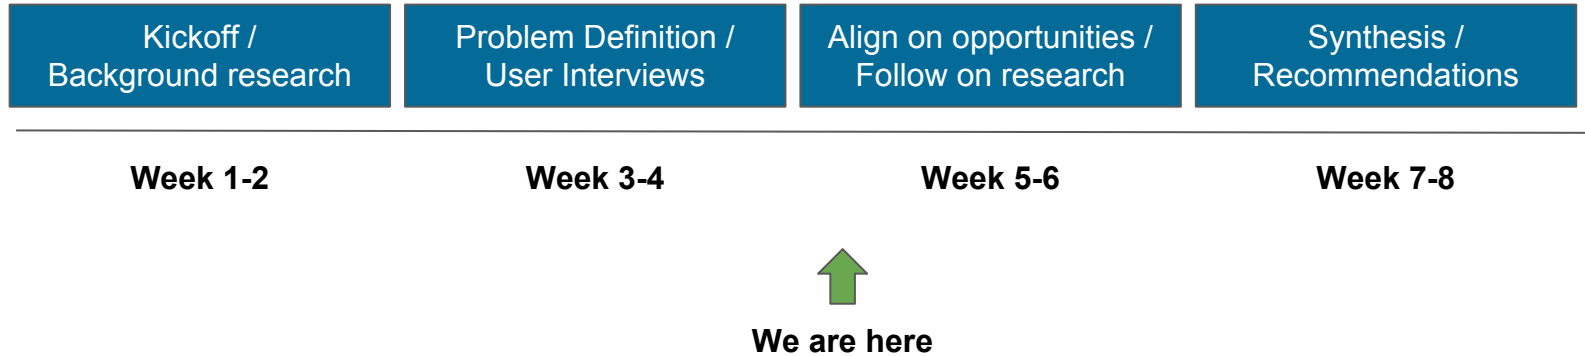 Kickoff /
Background research
Problem Definition /
User Interviews
Align on opportunities /
Follow on research
Synthesis /
Recommendations
Week 1-2
Week 3-4
Week 5-6
Week 7-8
We are here